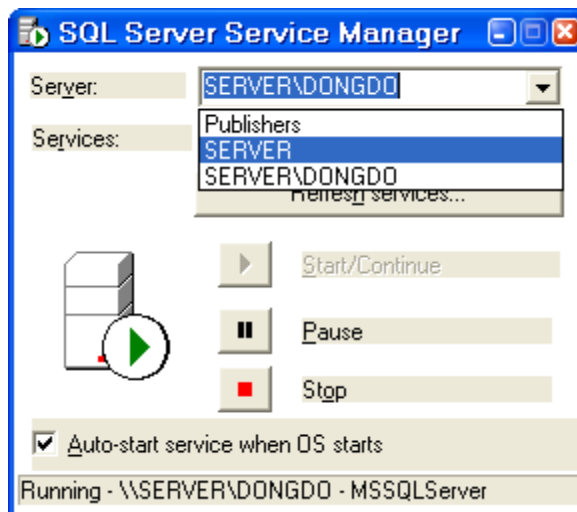 SQL Server Service Manager
Server:
SERVER\DONGDO
Services:
Publishers
SERVER
SERVER\DONGDO
Refresh services...
Start/Continue
Pause
Stop
Auto-start service when OS starts
Running - \\SERVER\DONGDO - MSSQLServer